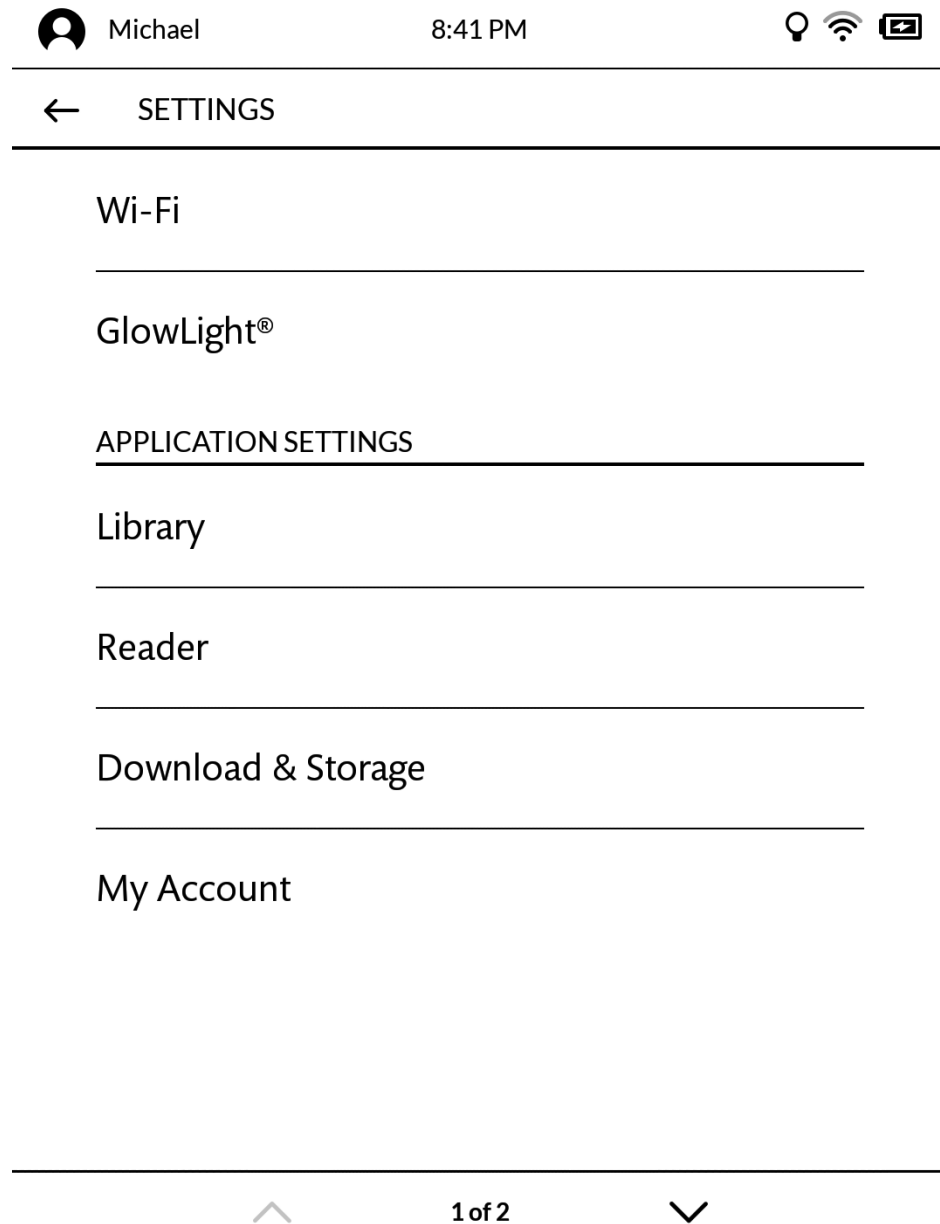 Michael 8:41 PM
SETTINGS
Wi-Fi
GlowLight®
APPLICATION SETTINGS
Library
Reader
Download & Storage
My Account
1 of 2